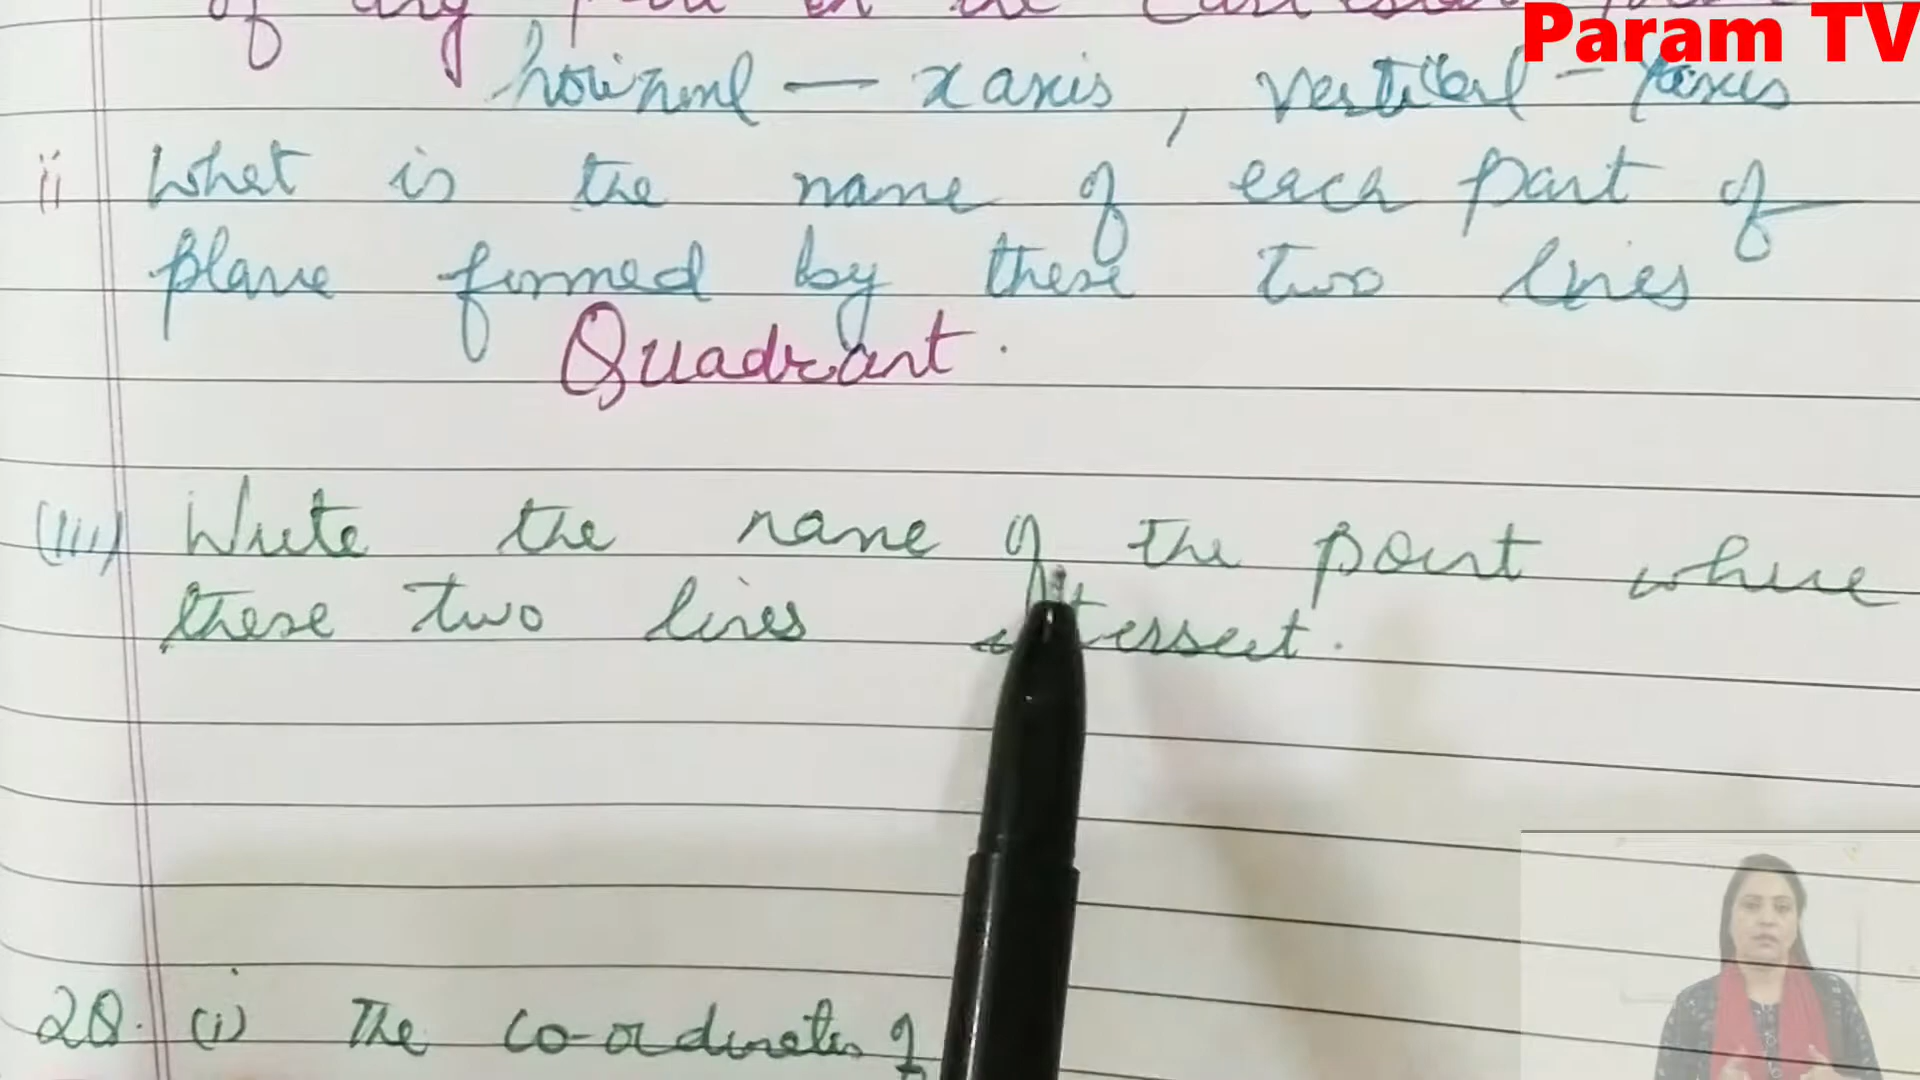 of any
Param TV
horizontal — x axis, vertical – y axis
ii What is the name of each part of
plane formed by these two lines
Quadrant.
(iii) Write the name of the point where
these two lines intersect.
2Q. (i) The co-ordinates of